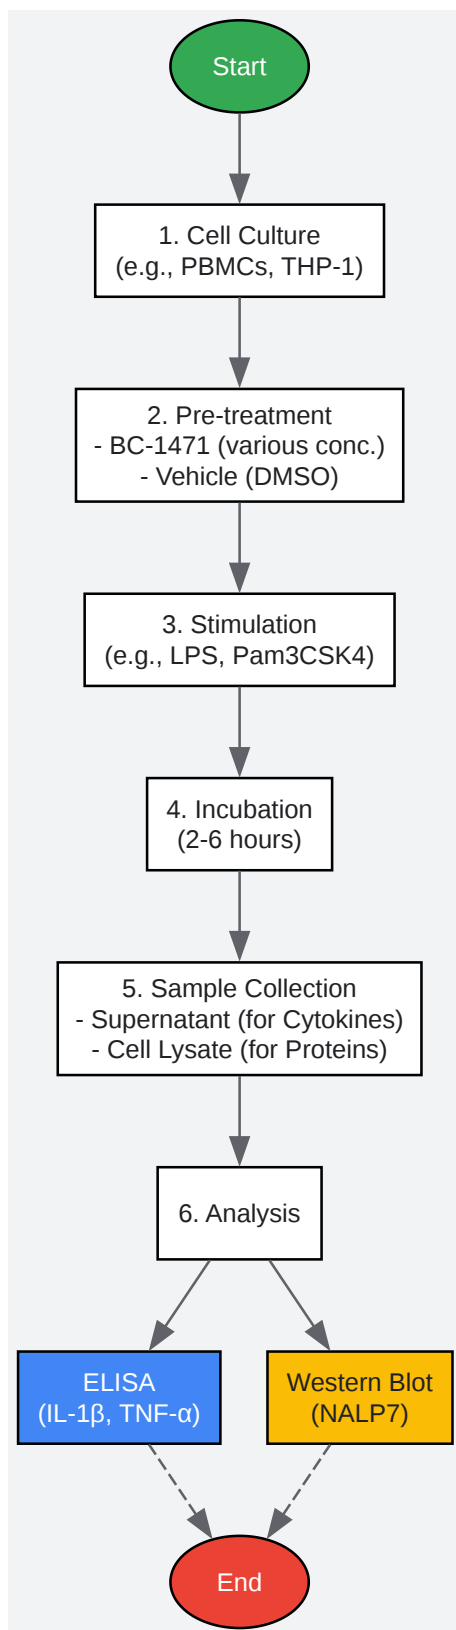 Start
1. Cell Culture
(e.g., PBMCs, THP-1)
2. Pre-treatment
- BC-1471 (various conc.)
- Vehicle (DMSO)
3. Stimulation
(e.g., LPS, Pam3CSK4)
4. Incubation
(2-6 hours)
5. Sample Collection
- Supernatant (for Cytokines)
- Cell Lysate (for Proteins)
6. Analysis
ELISA
(IL-1β, TNF-α)
Western Blot
(NALP7)
End